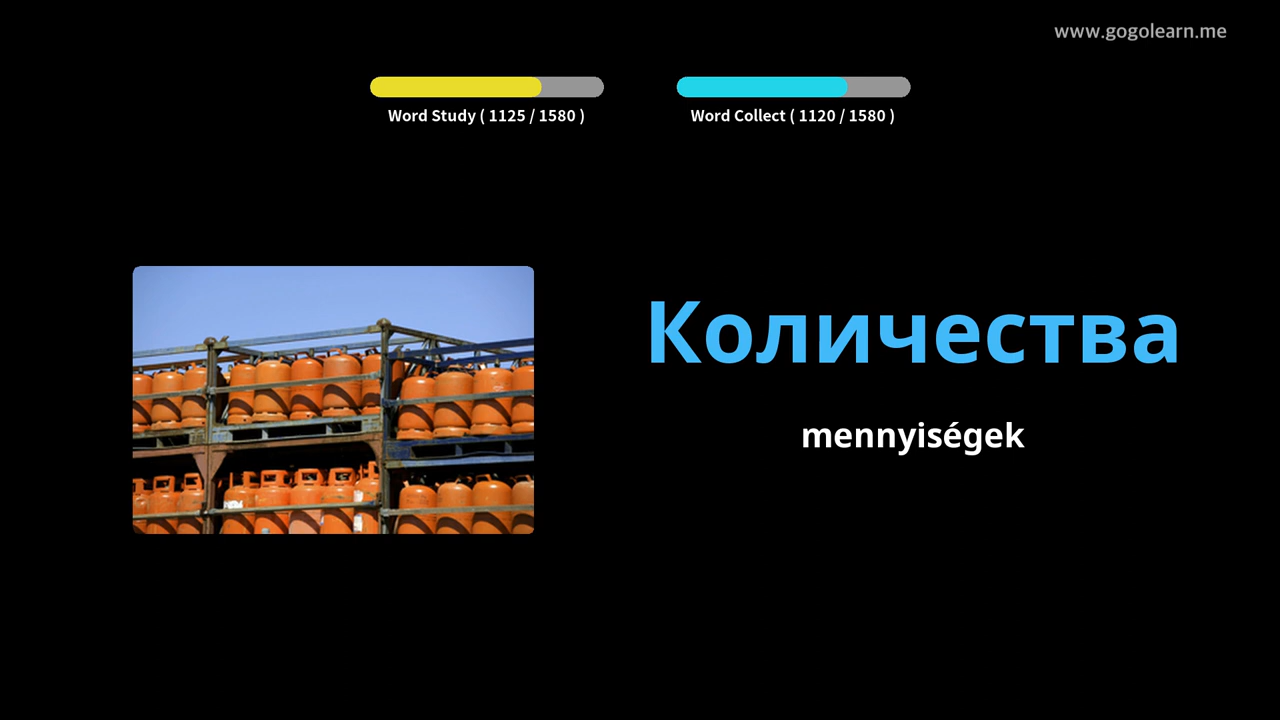 www.gogolearn.me
Word Study ( 1125 / 1580 )
Word Collect ( 1120 / 1580 )
Количества
mennyiségek